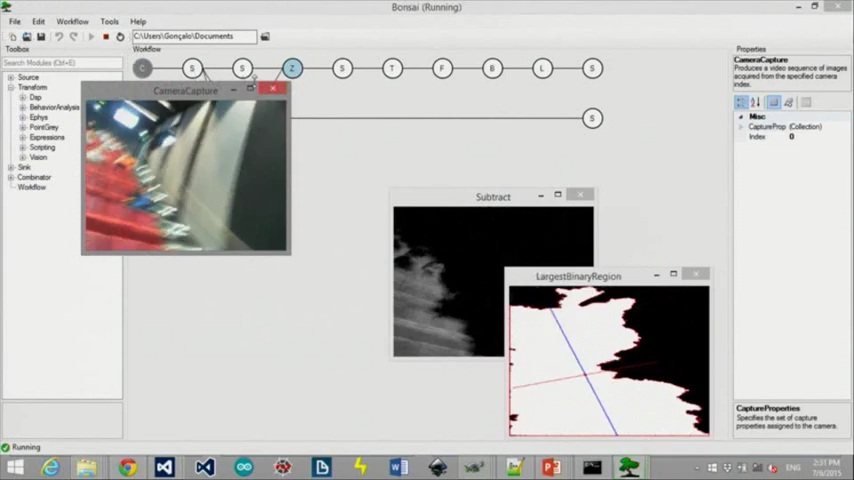 Bonsai (Running)
File Edit Workflow Tools Help
C:\Users\Gonçalo\Documents
Toolbox
Workflow
Properties
Search Modules (Ctrl+E)
Source
Transform
Dsp
BehaviorAnalysis
Ephys
PointGrey
Expressions
Scripting
Vision
Sink
Combinator
Workflow
C S S Z S T F B L S
S
CameraCapture
Subtract
LargestBinaryRegion
CameraCapture
Produces a video sequence of images
acquired from the specified camera
index.
Misc
CaptureProp (Collection)
Index 0
CaptureProperties
Specifies the set of capture
properties assigned to the camera.
Running
ENG
2:31 PM
7/6/2015